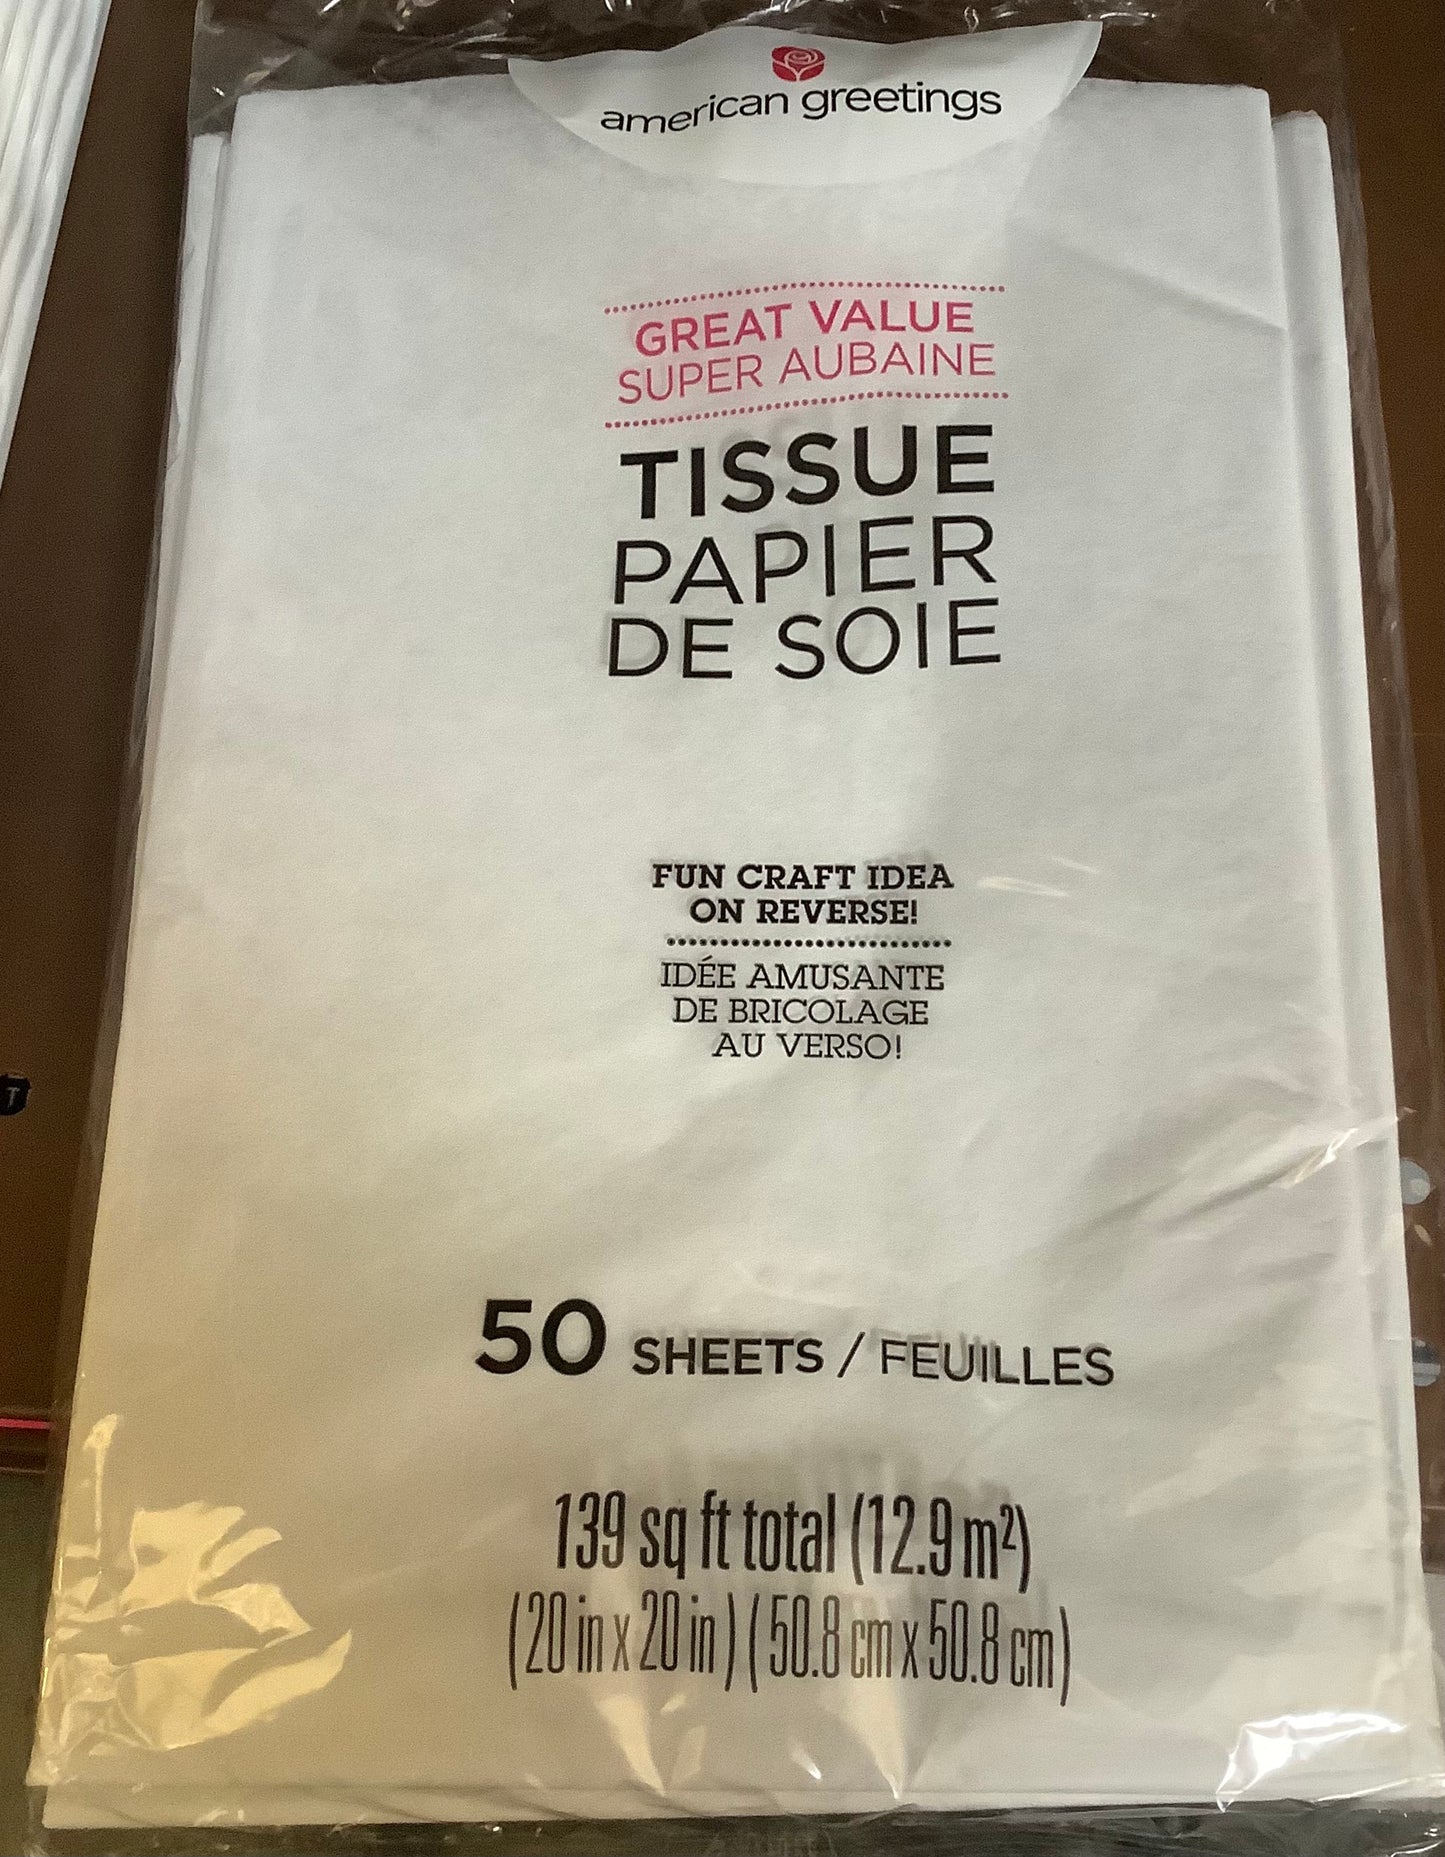 american greetings
GREAT VALUE
SUPER AUBAINE
TISSUE
PAPIER
DE SOIE
FUN CRAFT IDEA
ON REVERSE!
IDÉE AMUSANTE
DE BRICOLAGE
AU VERSO!
50 SHEETS / FEUILLES
139 sq ft total (12.9 m²)
(20 in x 20 in) (50.8 cm x 50.8 cm)
T